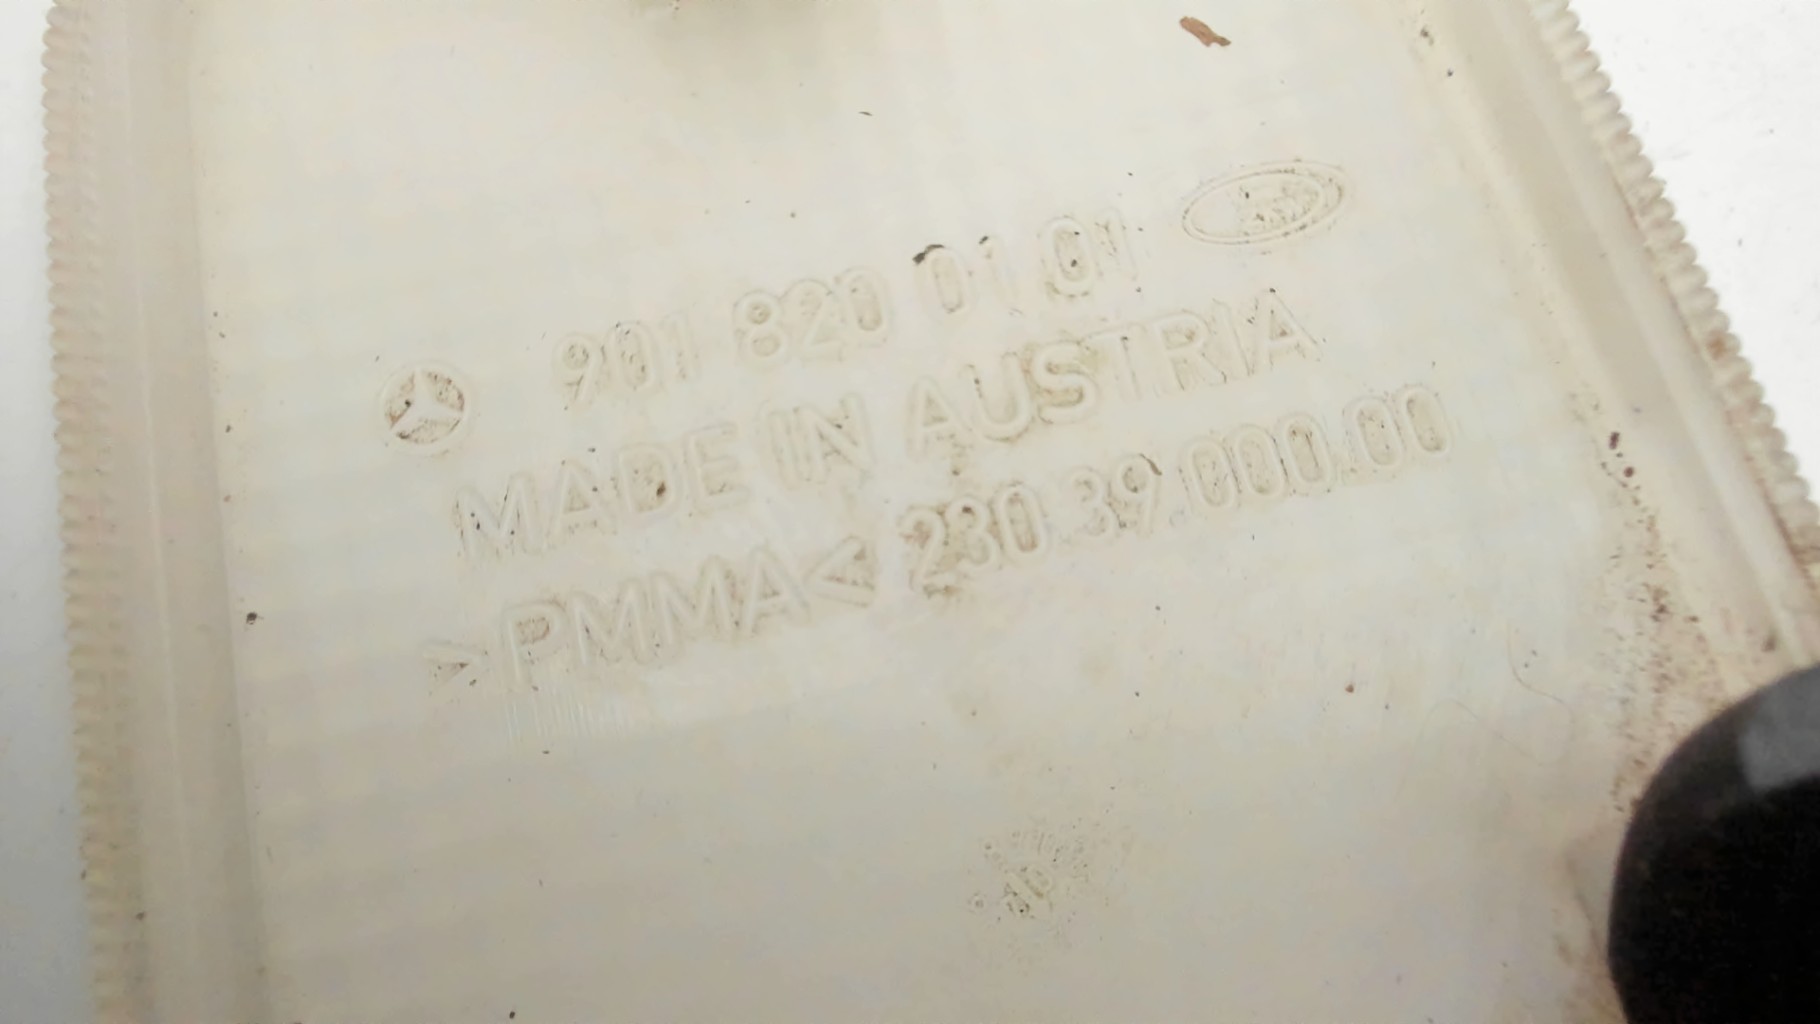 901 820 01 01
MADE IN AUSTRIA
>PMMA< 230.39.000.00